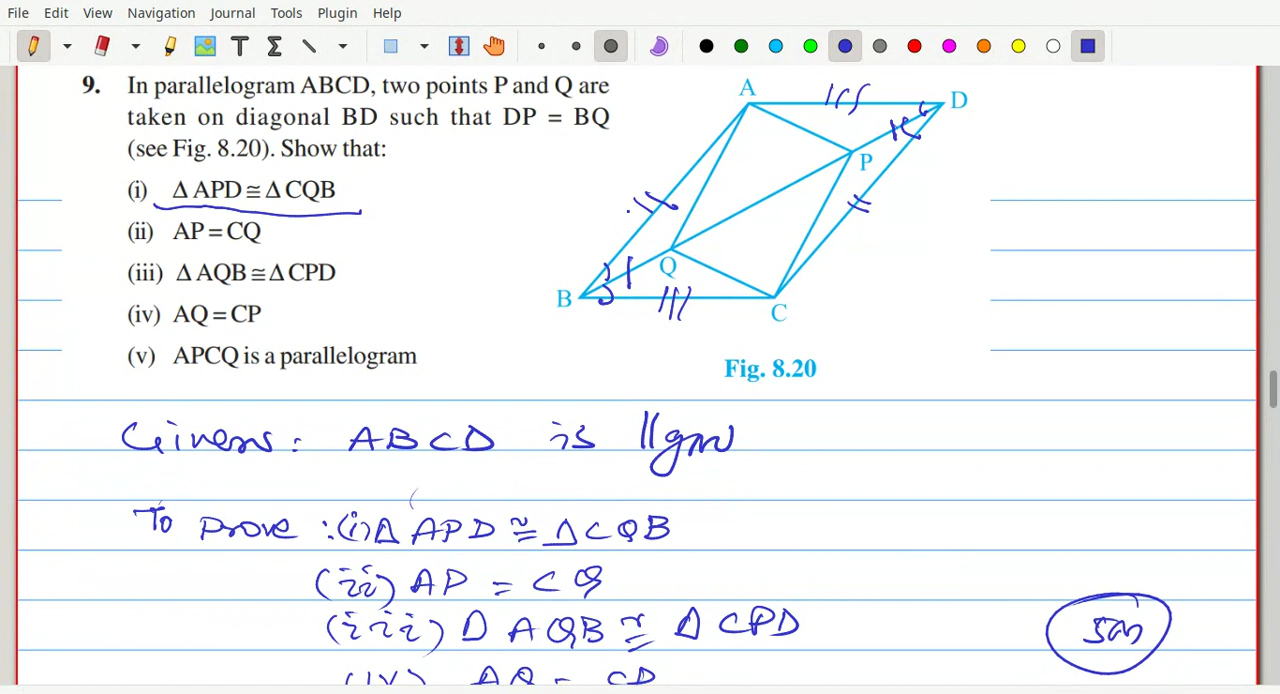 File Edit View Navigation Journal Tools Plugin Help
9. In parallelogram ABCD, two points P and Q are
taken on diagonal BD such that DP = BQ
(see Fig. 8.20). Show that:
(i) Δ APD ≅ Δ CQB
(ii) AP = CQ
(iii) Δ AQB ≅ Δ CPD
(iv) AQ = CP
(v) APCQ is a parallelogram
A
D
P
Q
B
C
Fig. 8.20
Given: ABCD is ||gm
To prove : (i) Δ APD ≅ Δ CQB
(ii) AP = CQ
(iii) Δ AQB ≅ Δ CPD
(iv) AQ =
5m